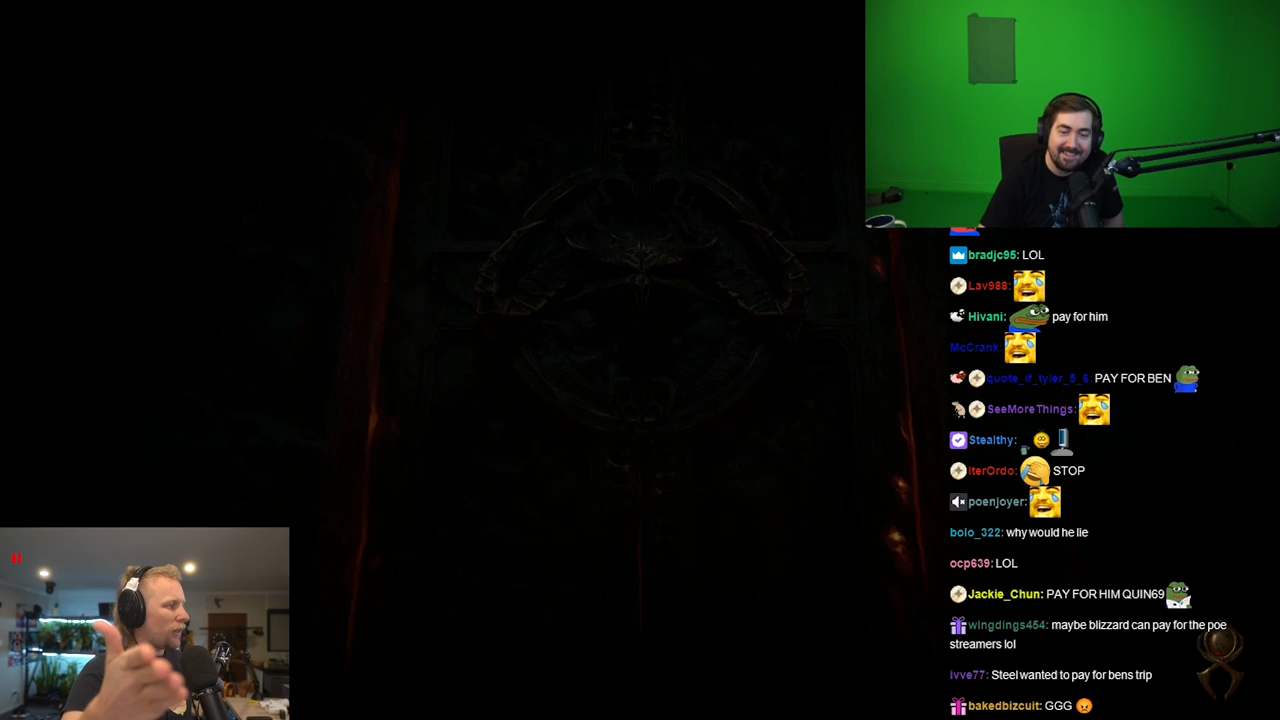 bradjc95: LOL
Lav988:
Hivani: pay for him
McCrank:
quote_if_tyler_5_6: PAY FOR BEN
SeeMoreThings:
Stealthy:
IterOrdo: STOP
poenjoyer:
bolo_322: why would he lie
ocp639: LOL
Jackie_Chun: PAY FOR HIM QUIN69
wingdings454: maybe blizzard can pay for the poe
streamers lol
ivve77: Steel wanted to pay for bens trip
bakedbizcuit: GGG